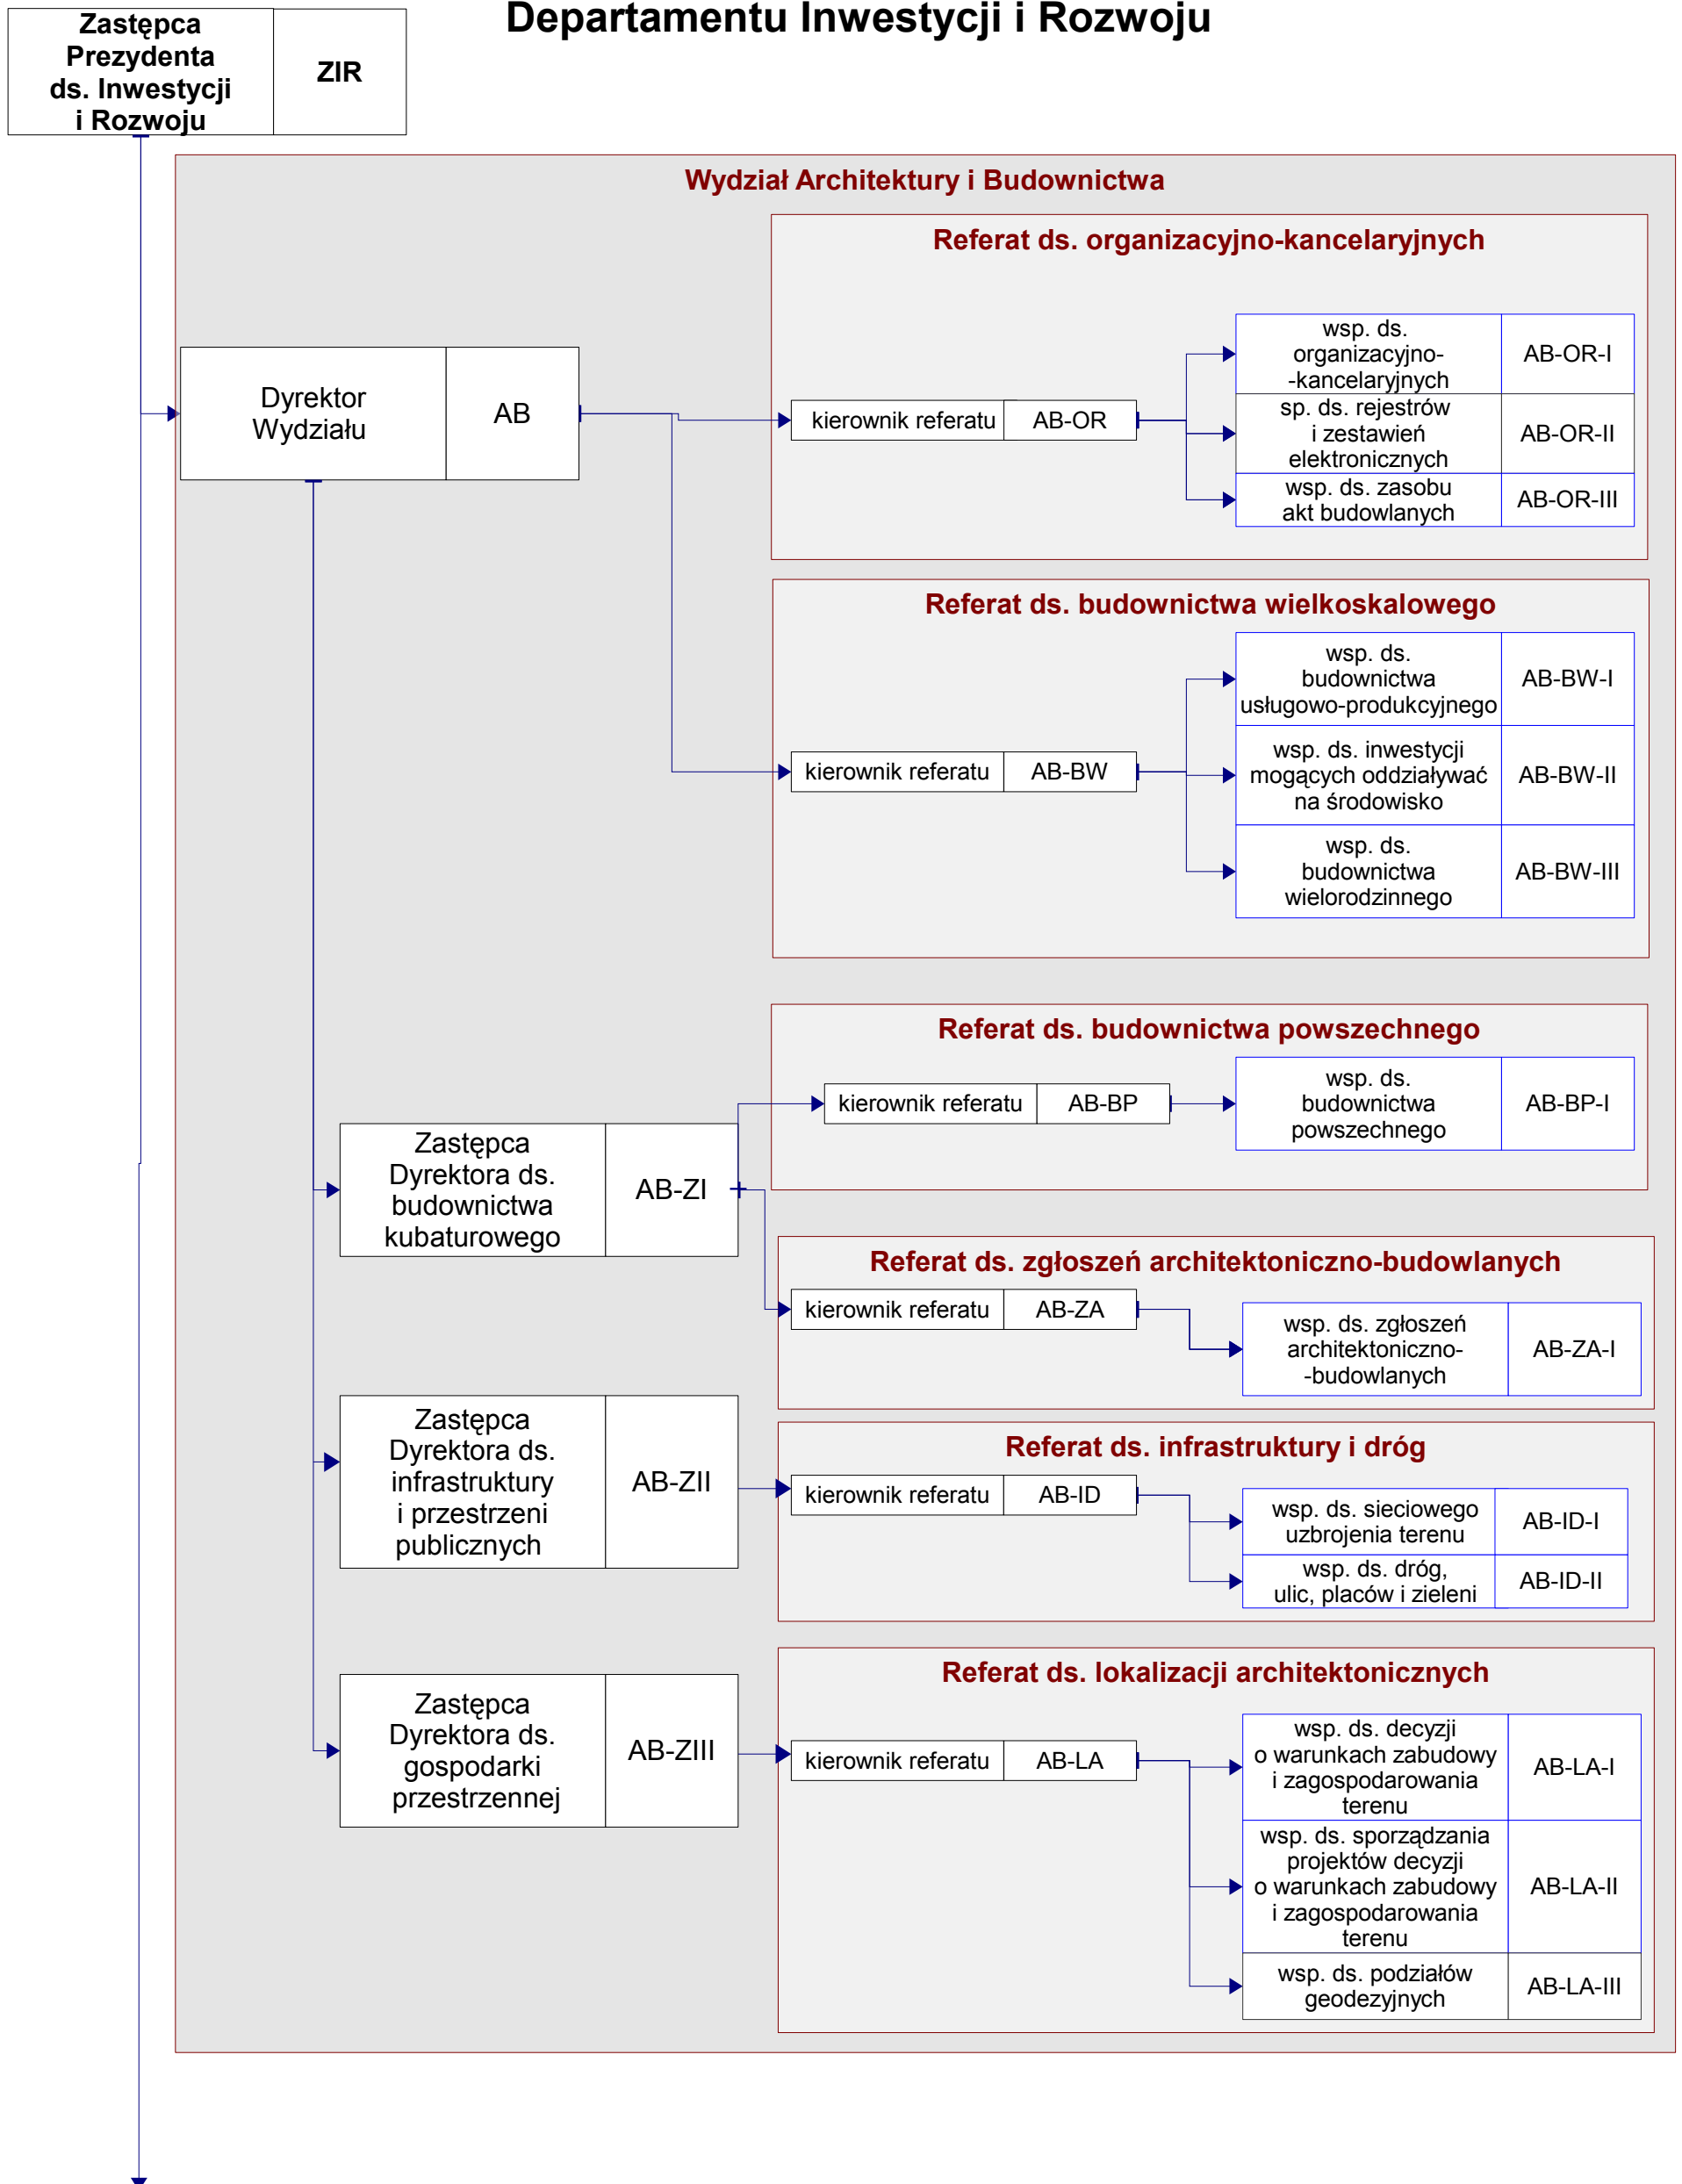 Departamentu Inwestycji i Rozwoju
Zastępca
Prezydenta
ds. Inwestycji
i Rozwoju
ZIR
Wydział Architektury i Budownictwa
Referat ds. organizacyjno-kancelaryjnych
Dyrektor
Wydziału
AB
kierownik referatu
AB-OR
wsp. ds.
organizacyjno-
-kancelaryjnych
AB-OR-I
sp. ds. rejestrów
i zestawień
elektronicznych
AB-OR-II
wsp. ds. zasobu
akt budowlanych
AB-OR-III
Referat ds. budownictwa wielkoskalowego
kierownik referatu
AB-BW
wsp. ds.
budownictwa
usługowo-produkcyjnego
AB-BW-I
wsp. ds. inwestycji
mogących oddziaływać
na środowisko
AB-BW-II
wsp. ds.
budownictwa
wielorodzinnego
AB-BW-III
Referat ds. budownictwa powszechnego
Zastępca
Dyrektora ds.
budownictwa
kubaturowego
AB-ZI
kierownik referatu
AB-BP
wsp. ds.
budownictwa
powszechnego
AB-BP-I
Referat ds. zgłoszeń architektoniczno-budowlanych
kierownik referatu
AB-ZA
wsp. ds. zgłoszeń
architektoniczno-
-budowlanych
AB-ZA-I
Zastępca
Dyrektora ds.
infrastruktury
i przestrzeni
publicznych
AB-ZII
Referat ds. infrastruktury i dróg
kierownik referatu
AB-ID
wsp. ds. sieciowego
uzbrojenia terenu
AB-ID-I
wsp. ds. dróg,
ulic, placów i zieleni
AB-ID-II
Zastępca
Dyrektora ds.
gospodarki
przestrzennej
AB-ZIII
Referat ds. lokalizacji architektonicznych
kierownik referatu
AB-LA
wsp. ds. decyzji
o warunkach zabudowy
i zagospodarowania
terenu
AB-LA-I
wsp. ds. sporządzania
projektów decyzji
o warunkach zabudowy
i zagospodarowania
terenu
AB-LA-II
wsp. ds. podziałów
geodezyjnych
AB-LA-III